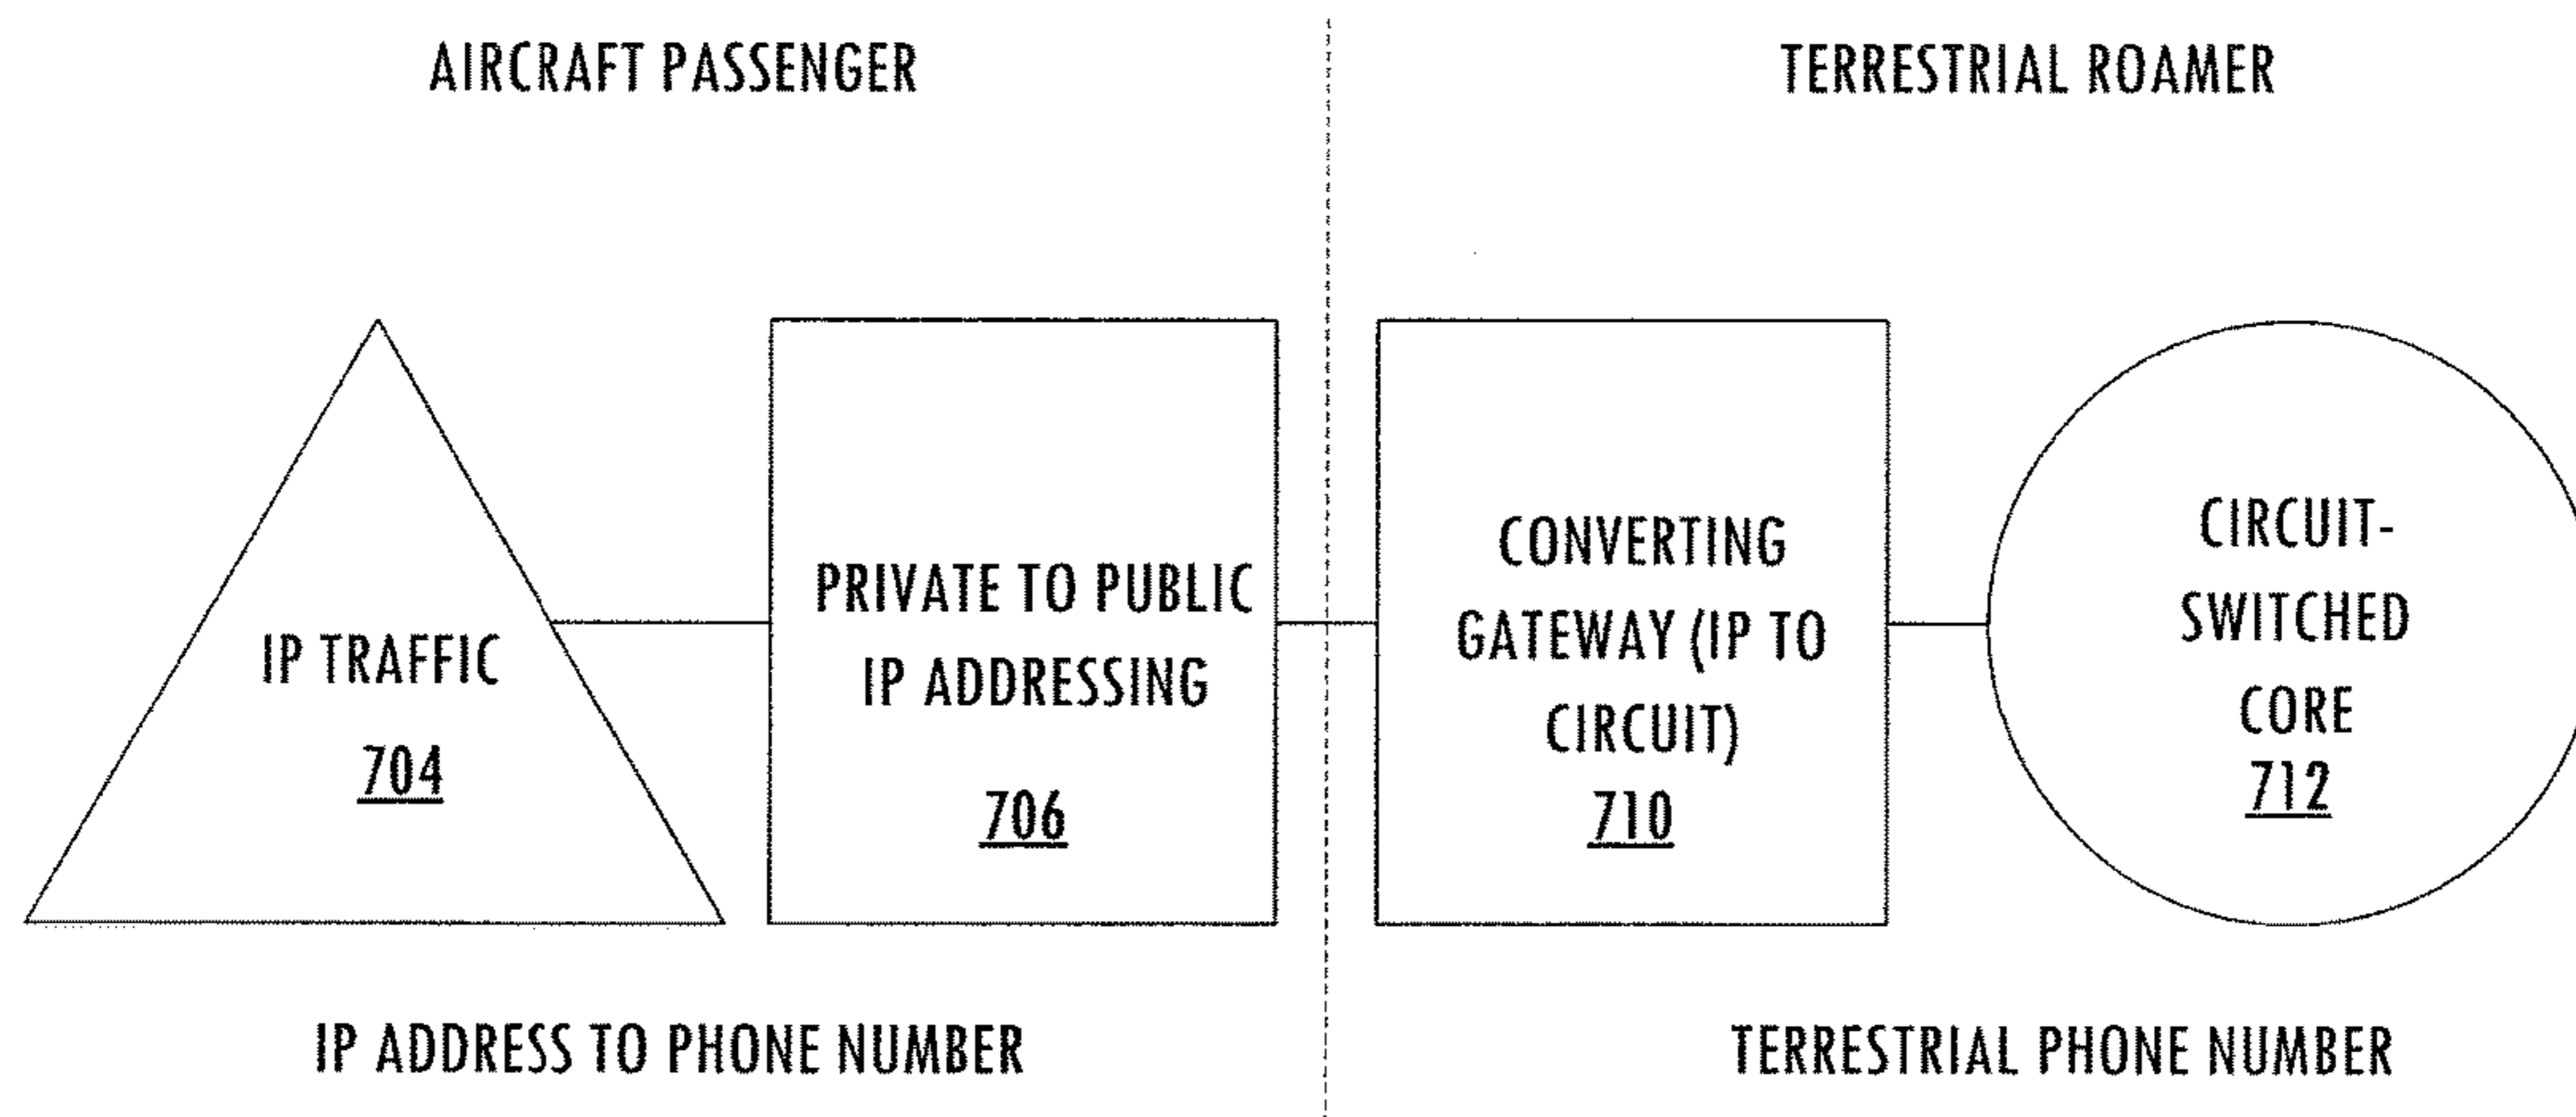 AIRCRAFT PASSENGER
TERRESTRIAL ROAMER
IP TRAFFIC
704
PRIVATE TO PUBLIC
IP ADDRESSING
706
CONVERTING
GATEWAY (IP TO
CIRCUIT)
710
CIRCUIT-
SWITCHED
CORE
712
IP ADDRESS TO PHONE NUMBER
TERRESTRIAL PHONE NUMBER